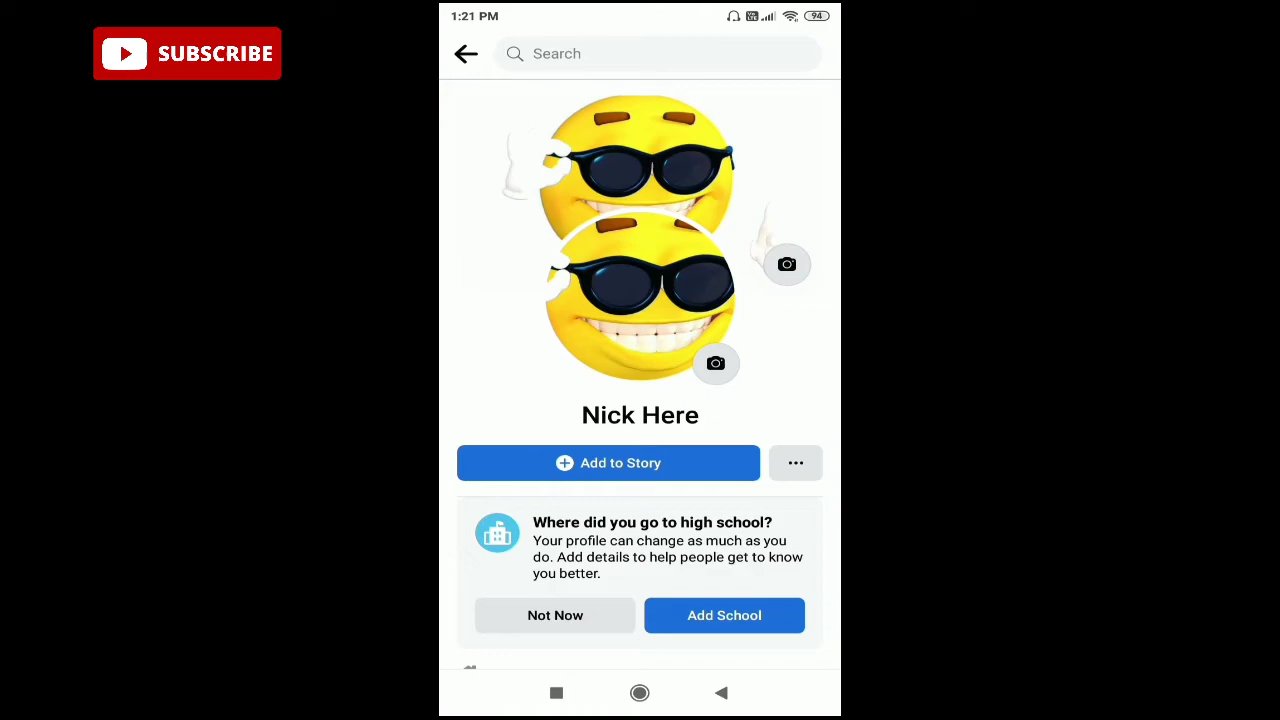 SUBSCRIBE
1:21 PM
94
Search
Nick Here
Add to Story
Where did you go to high school?
Your profile can change as much as you
do. Add details to help people get to know
you better.
Not Now
Add School